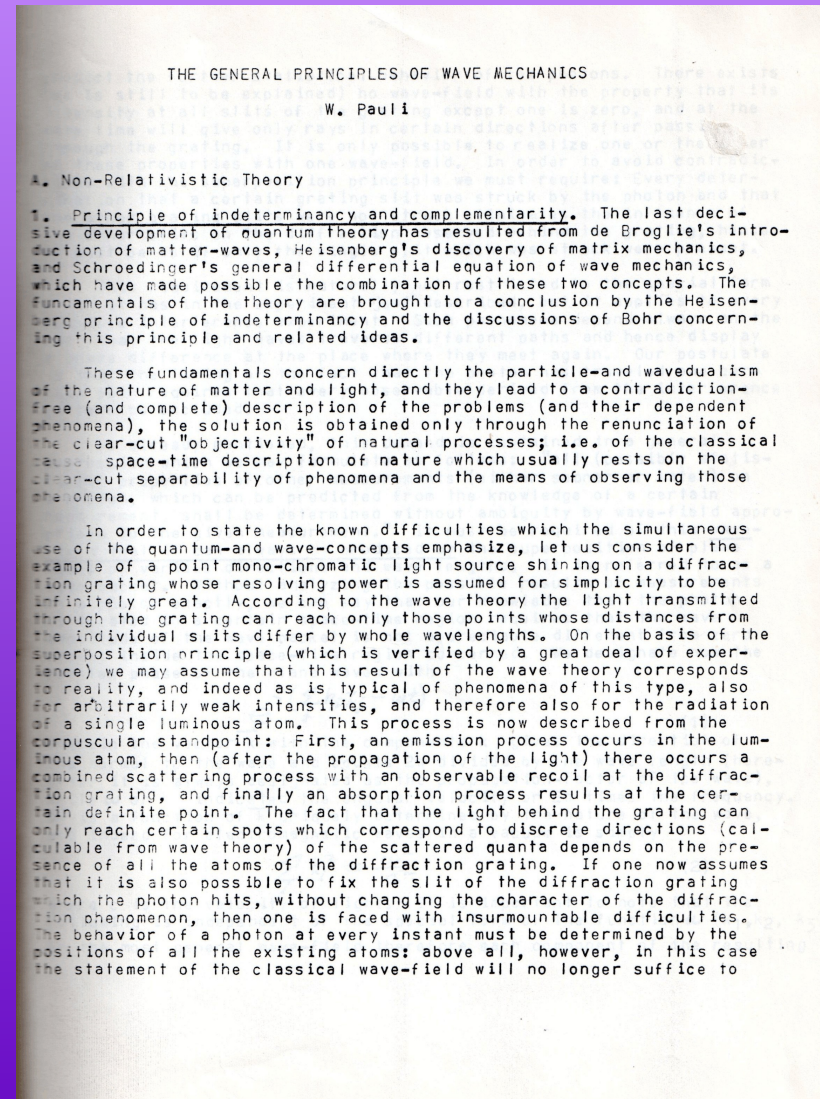 THE GENERAL PRINCIPLES OF WAVE MECHANICS
W. Pauli
A. Non-Relativistic Theory
1. Principle of indeterminancy and complementarity. The last deci-
sive development of quantum theory has resulted from de Broglie's intro-
duction of matter-waves, Heisenberg's discovery of matrix mechanics,
and Schroedinger's general differential equation of wave mechanics,
which have made possible the combination of these two concepts. The
funcamentals of the theory are brought to a conclusion by the Heisen-
berg principle of indeterminancy and the discussions of Bohr concern-
ing this principle and related ideas.
These fundamentals concern directly the particle-and wavedualism
of the nature of matter and light, and they lead to a contradiction-
free (and complete) description of the problems (and their dependent
phenomena), the solution is obtained only through the renunciation of
the clear-cut "objectivity" of natural processes; i.e. of the classical
space-time description of nature which usually rests on the
clear-cut separability of phenomena and the means of observing those
phenomena.
In order to state the known difficulties which the simultaneous
use of the quantum-and wave-concepts emphasize, let us consider the
example of a point mono-chromatic light source shining on a diffrac-
tion grating whose resolving power is assumed for simplicity to be
infinitely great. According to the wave theory the light transmitted
through the grating can reach only those points whose distances from
the individual slits differ by whole wavelengths. On the basis of the
superposition principle (which is verified by a great deal of exper-
ience) we may assume that this result of the wave theory corresponds
to reality, and indeed as is typical of phenomena of this type, also
for arbitrarily weak intensities, and therefore also for the radiation
of a single luminous atom. This process is now described from the
corpuscular standpoint: First, an emission process occurs in the lum-
inous atom, then (after the propagation of the light) there occurs a
combined scattering process with an observable recoil at the diffrac-
tion grating, and finally an absorption process results at the cer-
tain definite point. The fact that the light behind the grating can
only reach certain spots which correspond to discrete directions (cal-
culable from wave theory) of the scattered quanta depends on the pre-
sence of all the atoms of the diffraction grating. If one now assumes
that it is also possible to fix the slit of the diffraction grating
which the photon hits, without changing the character of the diffrac-
tion phenomenon, then one is faced with insurmountable difficulties.
The behavior of a photon at every instant must be determined by the
positions of all the existing atoms: above all, however, in this case
the statement of the classical wave-field will no longer suffice to